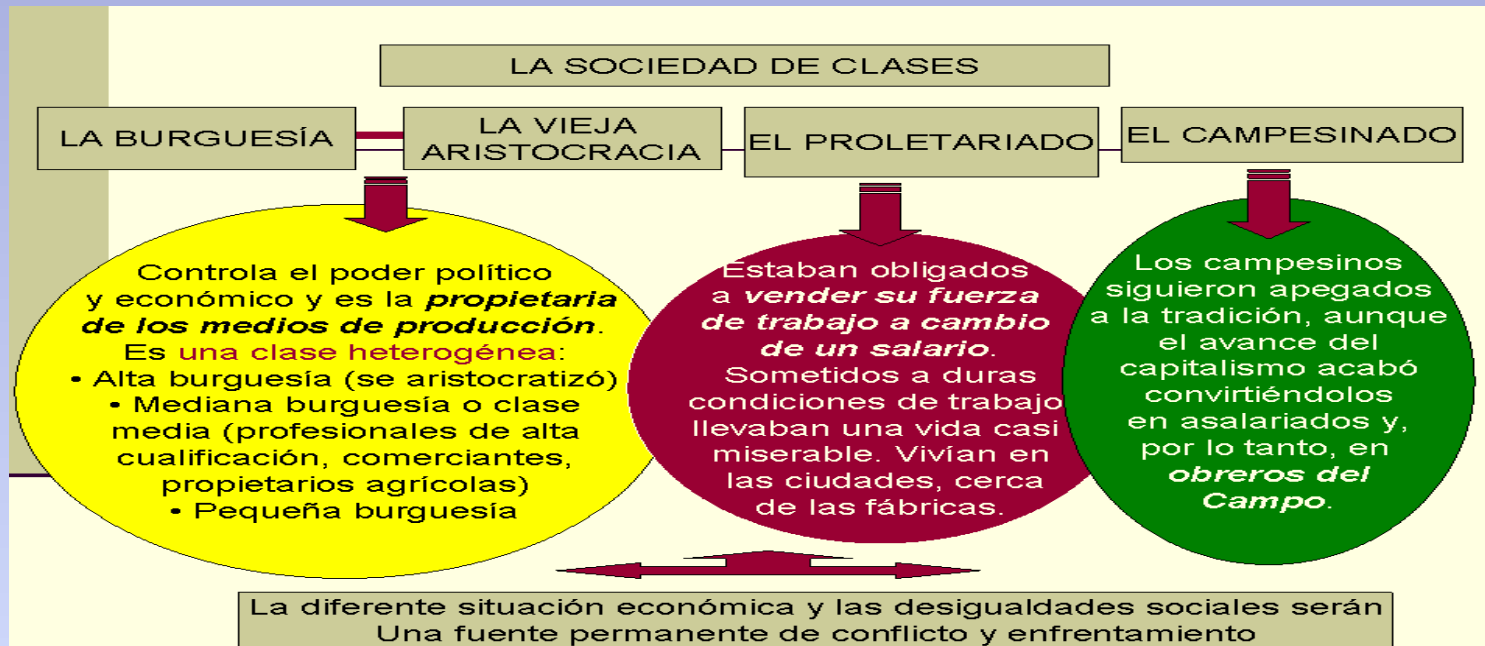 LA SOCIEDAD DE CLASES
LA BURGUESÍA
LA VIEJA
ARISTOCRACIA
EL PROLETARIADO
EL CAMPESINADO
Controla el poder político
y económico y es la propietaria
de los medios de producción.
Es una clase heterogénea:
• Alta burguesía (se aristocratizó)
• Mediana burguesía o clase
media (profesionales de alta
cualificación, comerciantes,
propietarios agrícolas)
• Pequeña burguesía
Estaban obligados
a vender su fuerza
de trabajo a cambio
de un salario.
Sometidos a duras
condiciones de trabajo
llevaban una vida casi
miserable. Vivían en
las ciudades, cerca
de las fábricas.
Los campesinos
siguieron apegados
a la tradición, aunque
el avance del
capitalismo acabó
convirtiéndolos
en asalariados y,
por lo tanto, en
obreros del
Campo.
La diferente situación económica y las desigualdades sociales serán
Una fuente permanente de conflicto y enfrentamiento